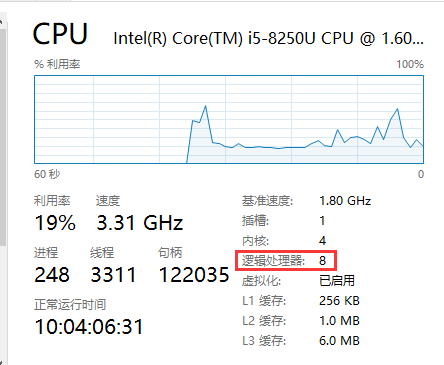 CPU
Intel(R) Core(TM) i5-8250U CPU @ 1.60...
% 利用率
100%
60 秒
0
利用率
速度
19%
3.31 GHz
进程
线程
句柄
248
3311
122035
正常运行时间
10:04:06:31
基准速度: 1.80 GHz
插槽: 1
内核: 4
逻辑处理器: 8
虚拟化: 已启用
L1 缓存: 256 KB
L2 缓存: 1.0 MB
L3 缓存: 6.0 MB